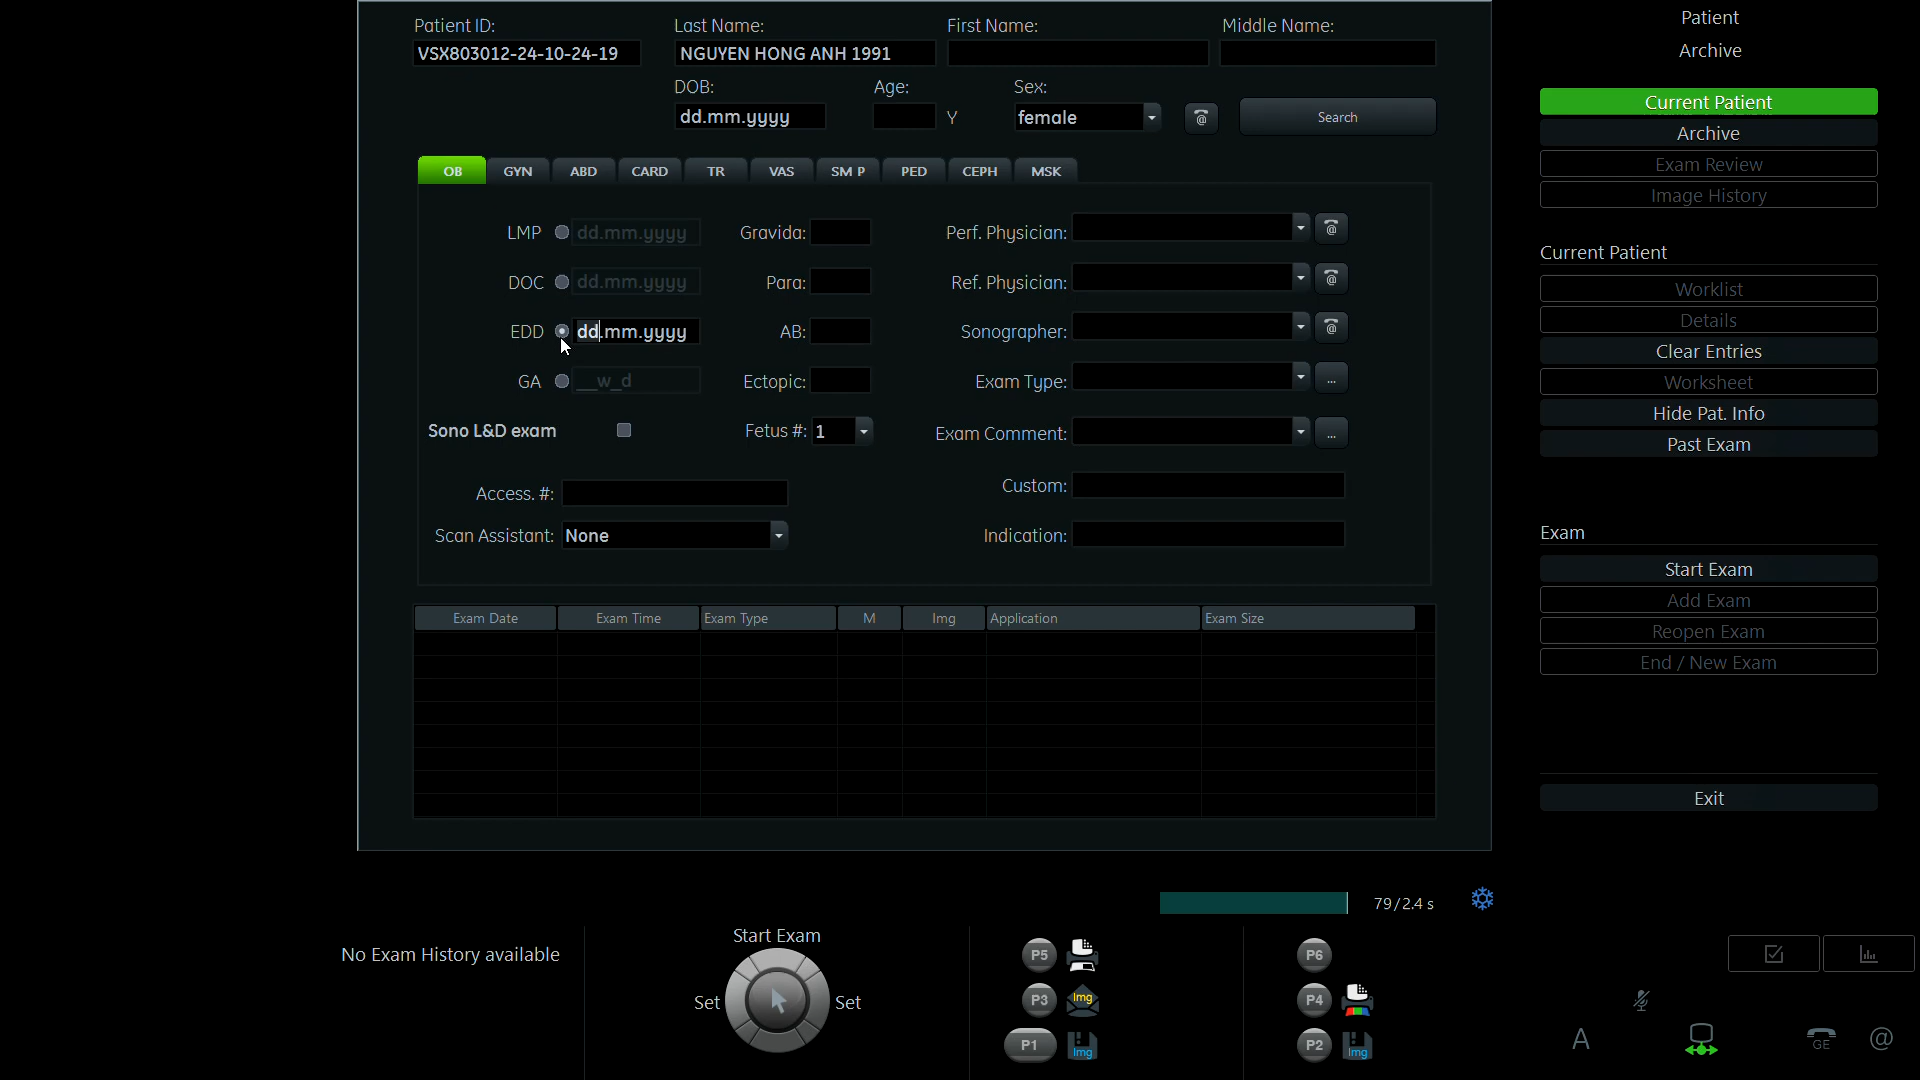 Patient ID: Last Name: First Name: Middle Name:
VSX803012-24-10-24-19 NGUYEN HONG ANH 1991
DOB: Age: Sex:
dd.mm.yyyy Y female @ Search
OB GYN ABD CARD TR VAS SM P PED CEPH MSK
LMP dd.mm.yyyy Gravida: Perf. Physician: @
DOC dd.mm.yyyy Para: Ref. Physician: @
EDD dd.mm.yyyy AB: Sonographer: @
GA __w_d Ectopic: Exam Type: ...
Sono L&D exam Fetus #: 1 Exam Comment: ...
Custom:
Access. #:
Scan Assistant: None Indication:
Exam Date Exam Time Exam Type M Img Application Exam Size
79/2.4 s
No Exam History available
Start Exam
Set Set
P5 P6
P3 Img P4
P1 Img P2 Img
Patient
Archive
Current Patient
Archive
Exam Review
Image History
Current Patient
Worklist
Details
Clear Entries
Worksheet
Hide Pat. Info
Past Exam
Exam
Start Exam
Add Exam
Reopen Exam
End / New Exam
Exit
A GE @